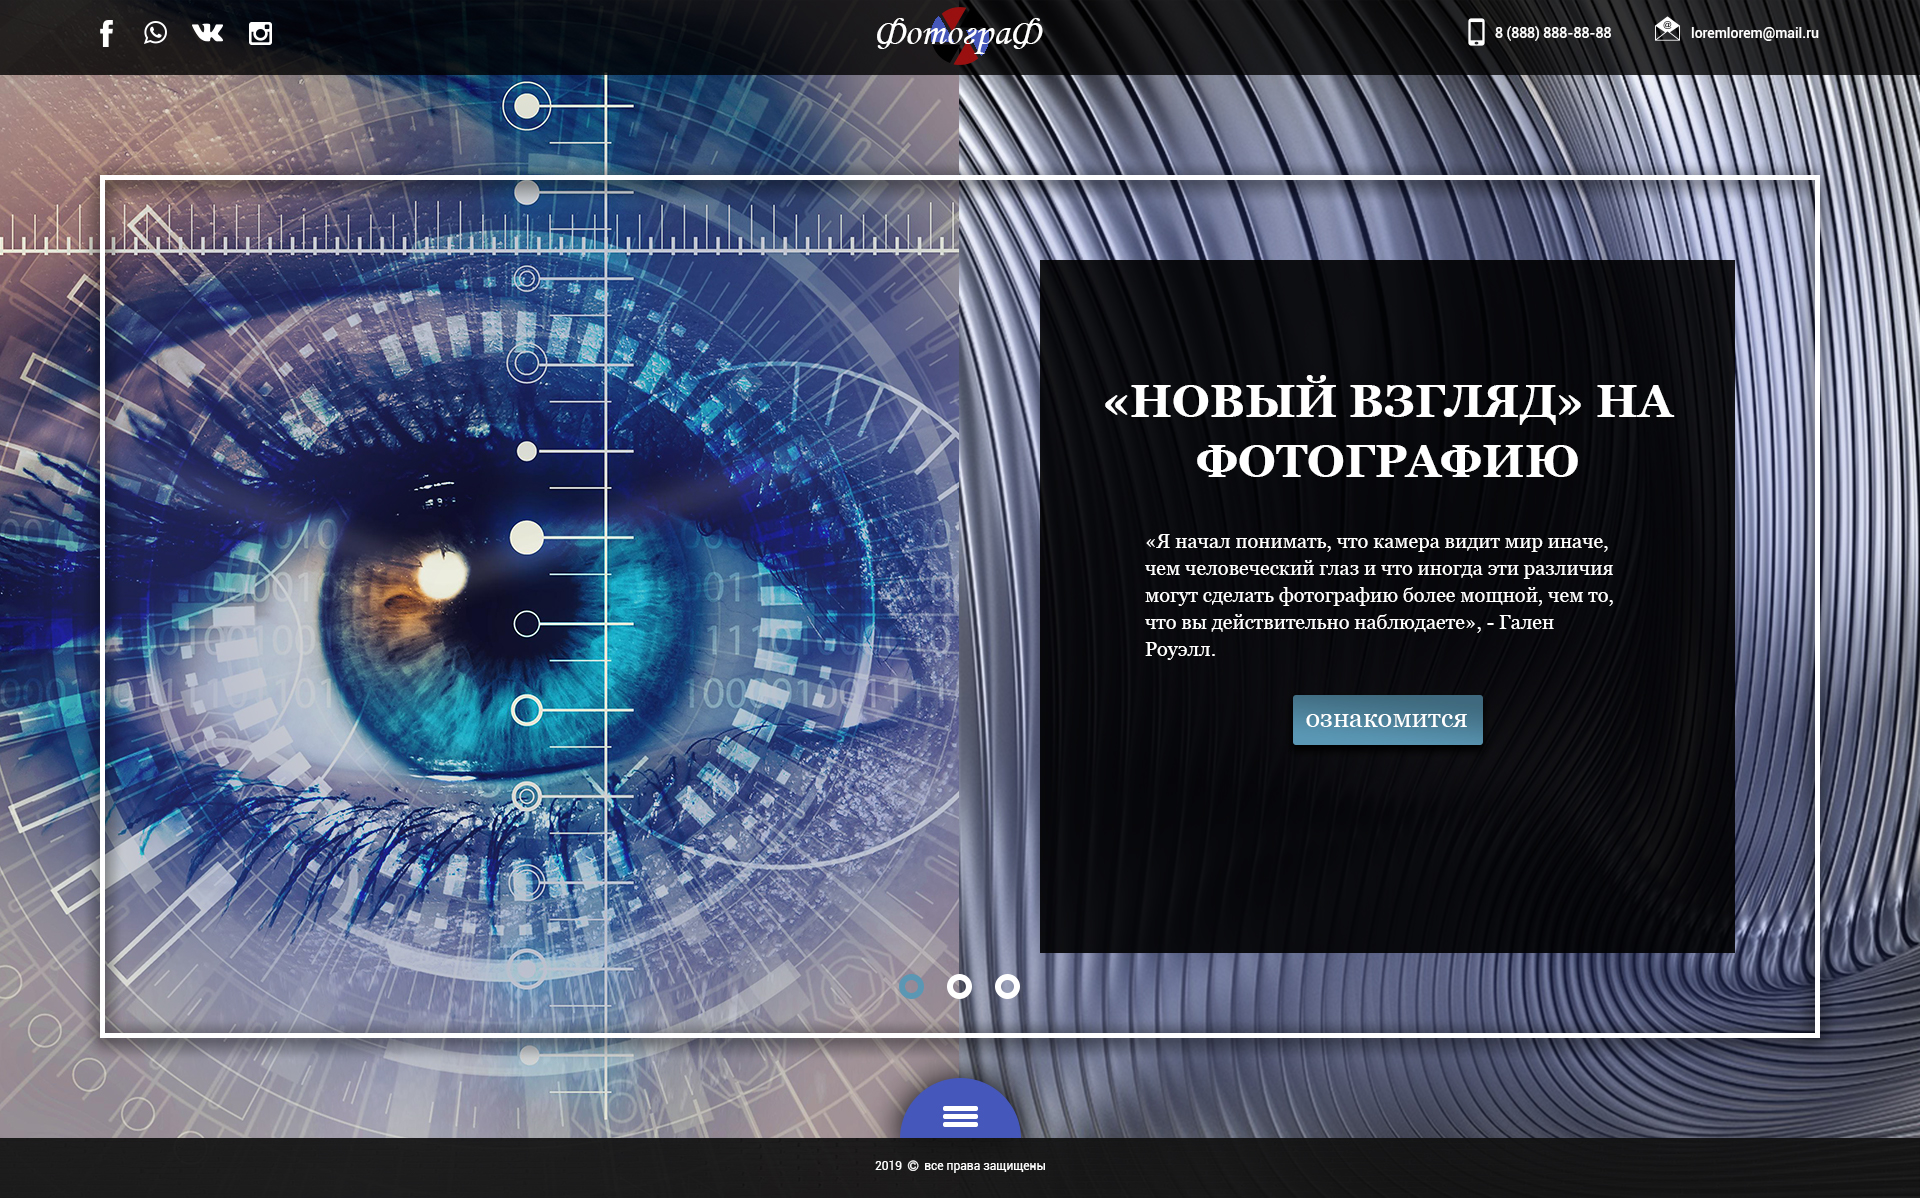 ФотограФ
8 (888) 888-88-88
loremlorem@mail.ru
«НОВЫЙ ВЗГЛЯД» НА
ФОТОГРАФИЮ
«Я начал понимать, что камера видит мир иначе,
чем человеческий глаз и что иногда эти различия
могут сделать фотографию более мощной, чем то,
что вы действительно наблюдаете», - Гален
Роуэлл.
ознакомится
2019 © все права защищены